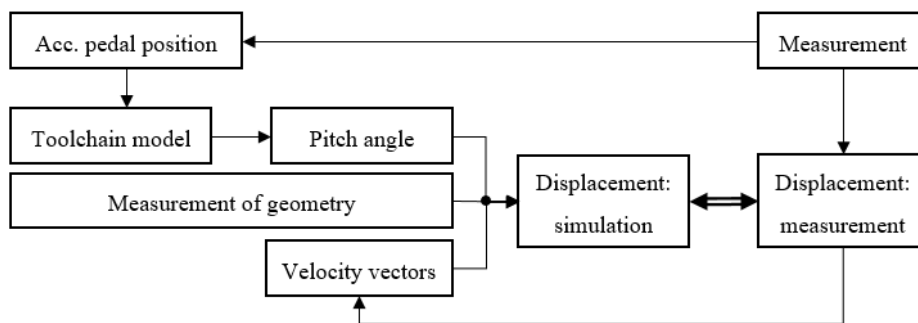 Acc. pedal position
Measurement
Toolchain model
Pitch angle
Measurement of geometry
Displacement:
simulation
Displacement:
measurement
Velocity vectors